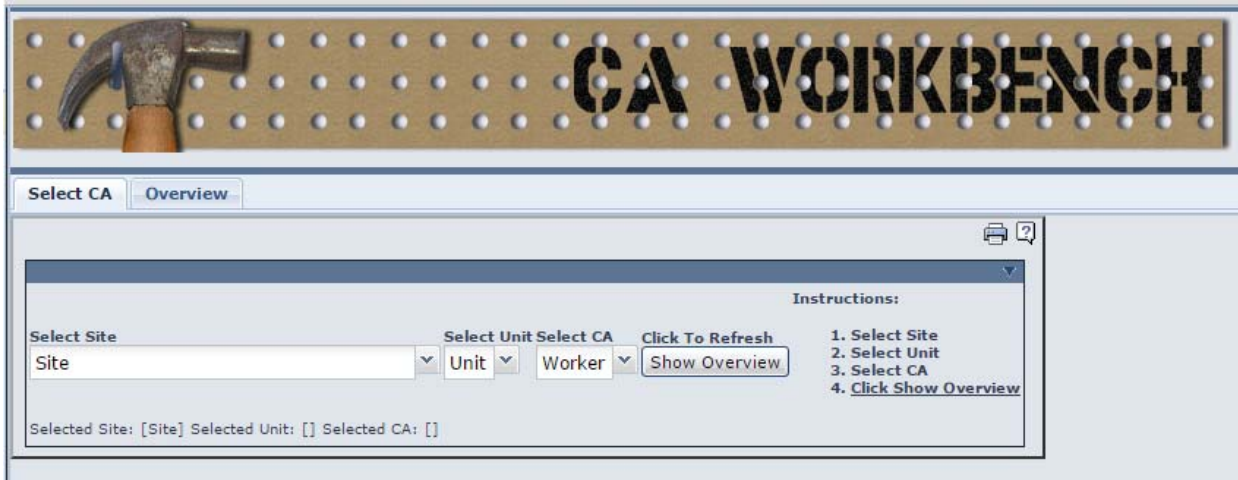 CA WORKBENCH
Select CA Overview
Instructions:
Select Site Select Unit Select CA Click To Refresh
Site Unit Worker Show Overview
1. Select Site
2. Select Unit
3. Select CA
4. Click Show Overview
Selected Site: [Site] Selected Unit: [] Selected CA: []